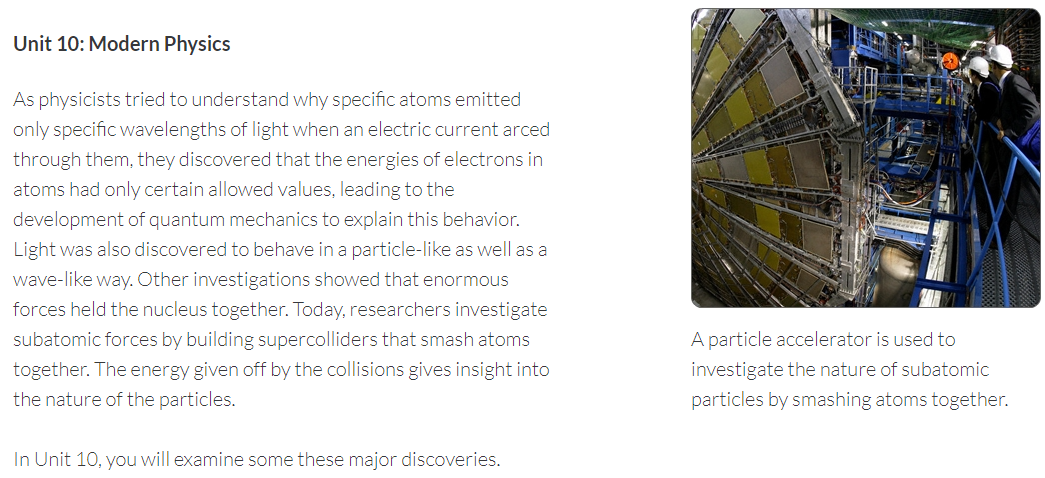 Unit 10: Modern Physics
As physicists tried to understand why specific atoms emitted
only specific wavelengths of light when an electric current arced
through them, they discovered that the energies of electrons in
atoms had only certain allowed values, leading to the
development of quantum mechanics to explain this behavior.
Light was also discovered to behave in a particle-like as well as a
wave-like way. Other investigations showed that enormous
forces held the nucleus together. Today, researchers investigate
subatomic forces by building supercolliders that smash atoms
together. The energy given off by the collisions gives insight into
the nature of the particles.
In Unit 10, you will examine some these major discoveries.
A particle accelerator is used to
investigate the nature of subatomic
particles by smashing atoms together.